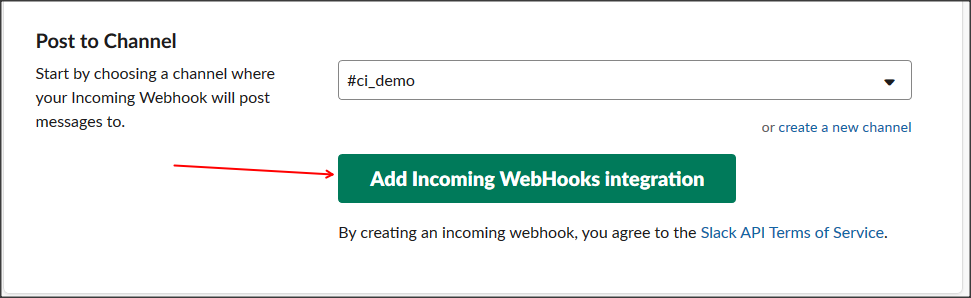 Post to Channel
Start by choosing a channel where
your Incoming Webhook will post
messages to.
#ci_demo
or create a new channel
Add Incoming WebHooks integration
By creating an incoming webhook, you agree to the Slack API Terms of Service.